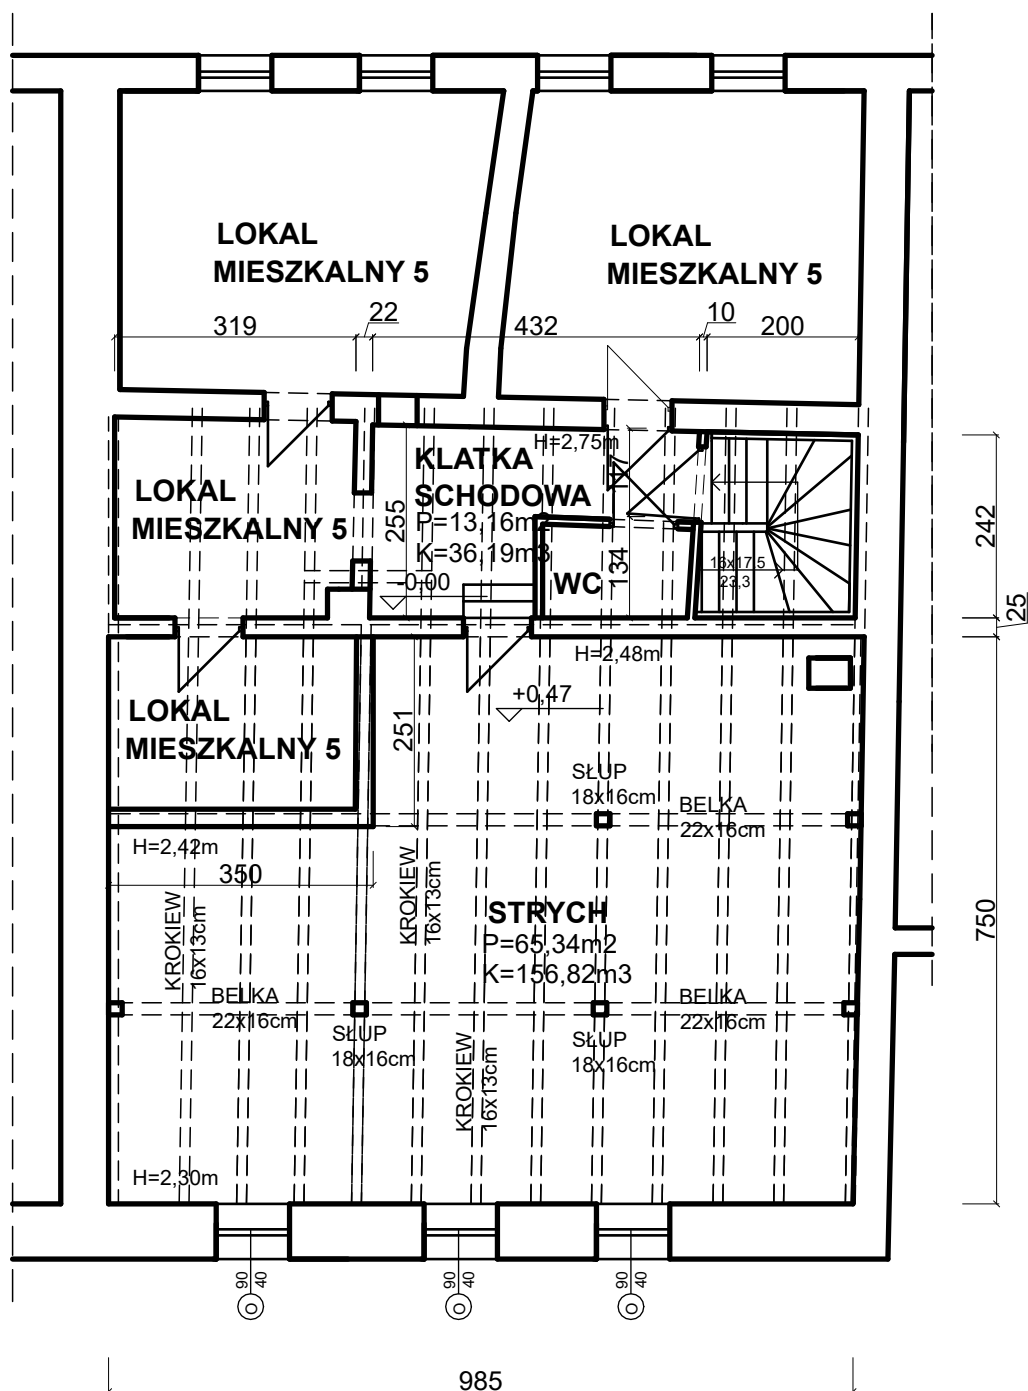 LOKAL
MIESZKALNY 5
LOKAL
MIESZKALNY 5
319
22
432
10
200
H=2,75m
KLATKA
SCHODOWA
P=13,16m2
K=36,19m3
LOKAL
MIESZKALNY 5
255
-0,00
134
WC
16x17,5
23,3
242
25
H=2,48m
+0,47
LOKAL
MIESZKALNY 5
251
SŁUP
18x16cm
BELKA
22x16cm
H=2,42m
350
KROKIEW
16x13cm
KROKIEW
16x13cm
STRYCH
P=65,34m2
K=156,82m3
750
BELKA
22x16cm
BELKA
22x16cm
SŁUP
18x16cm
SŁUP
18x16cm
KROKIEW
16x13cm
H=2,30m
90
40
O
90
40
O
90
40
O
985